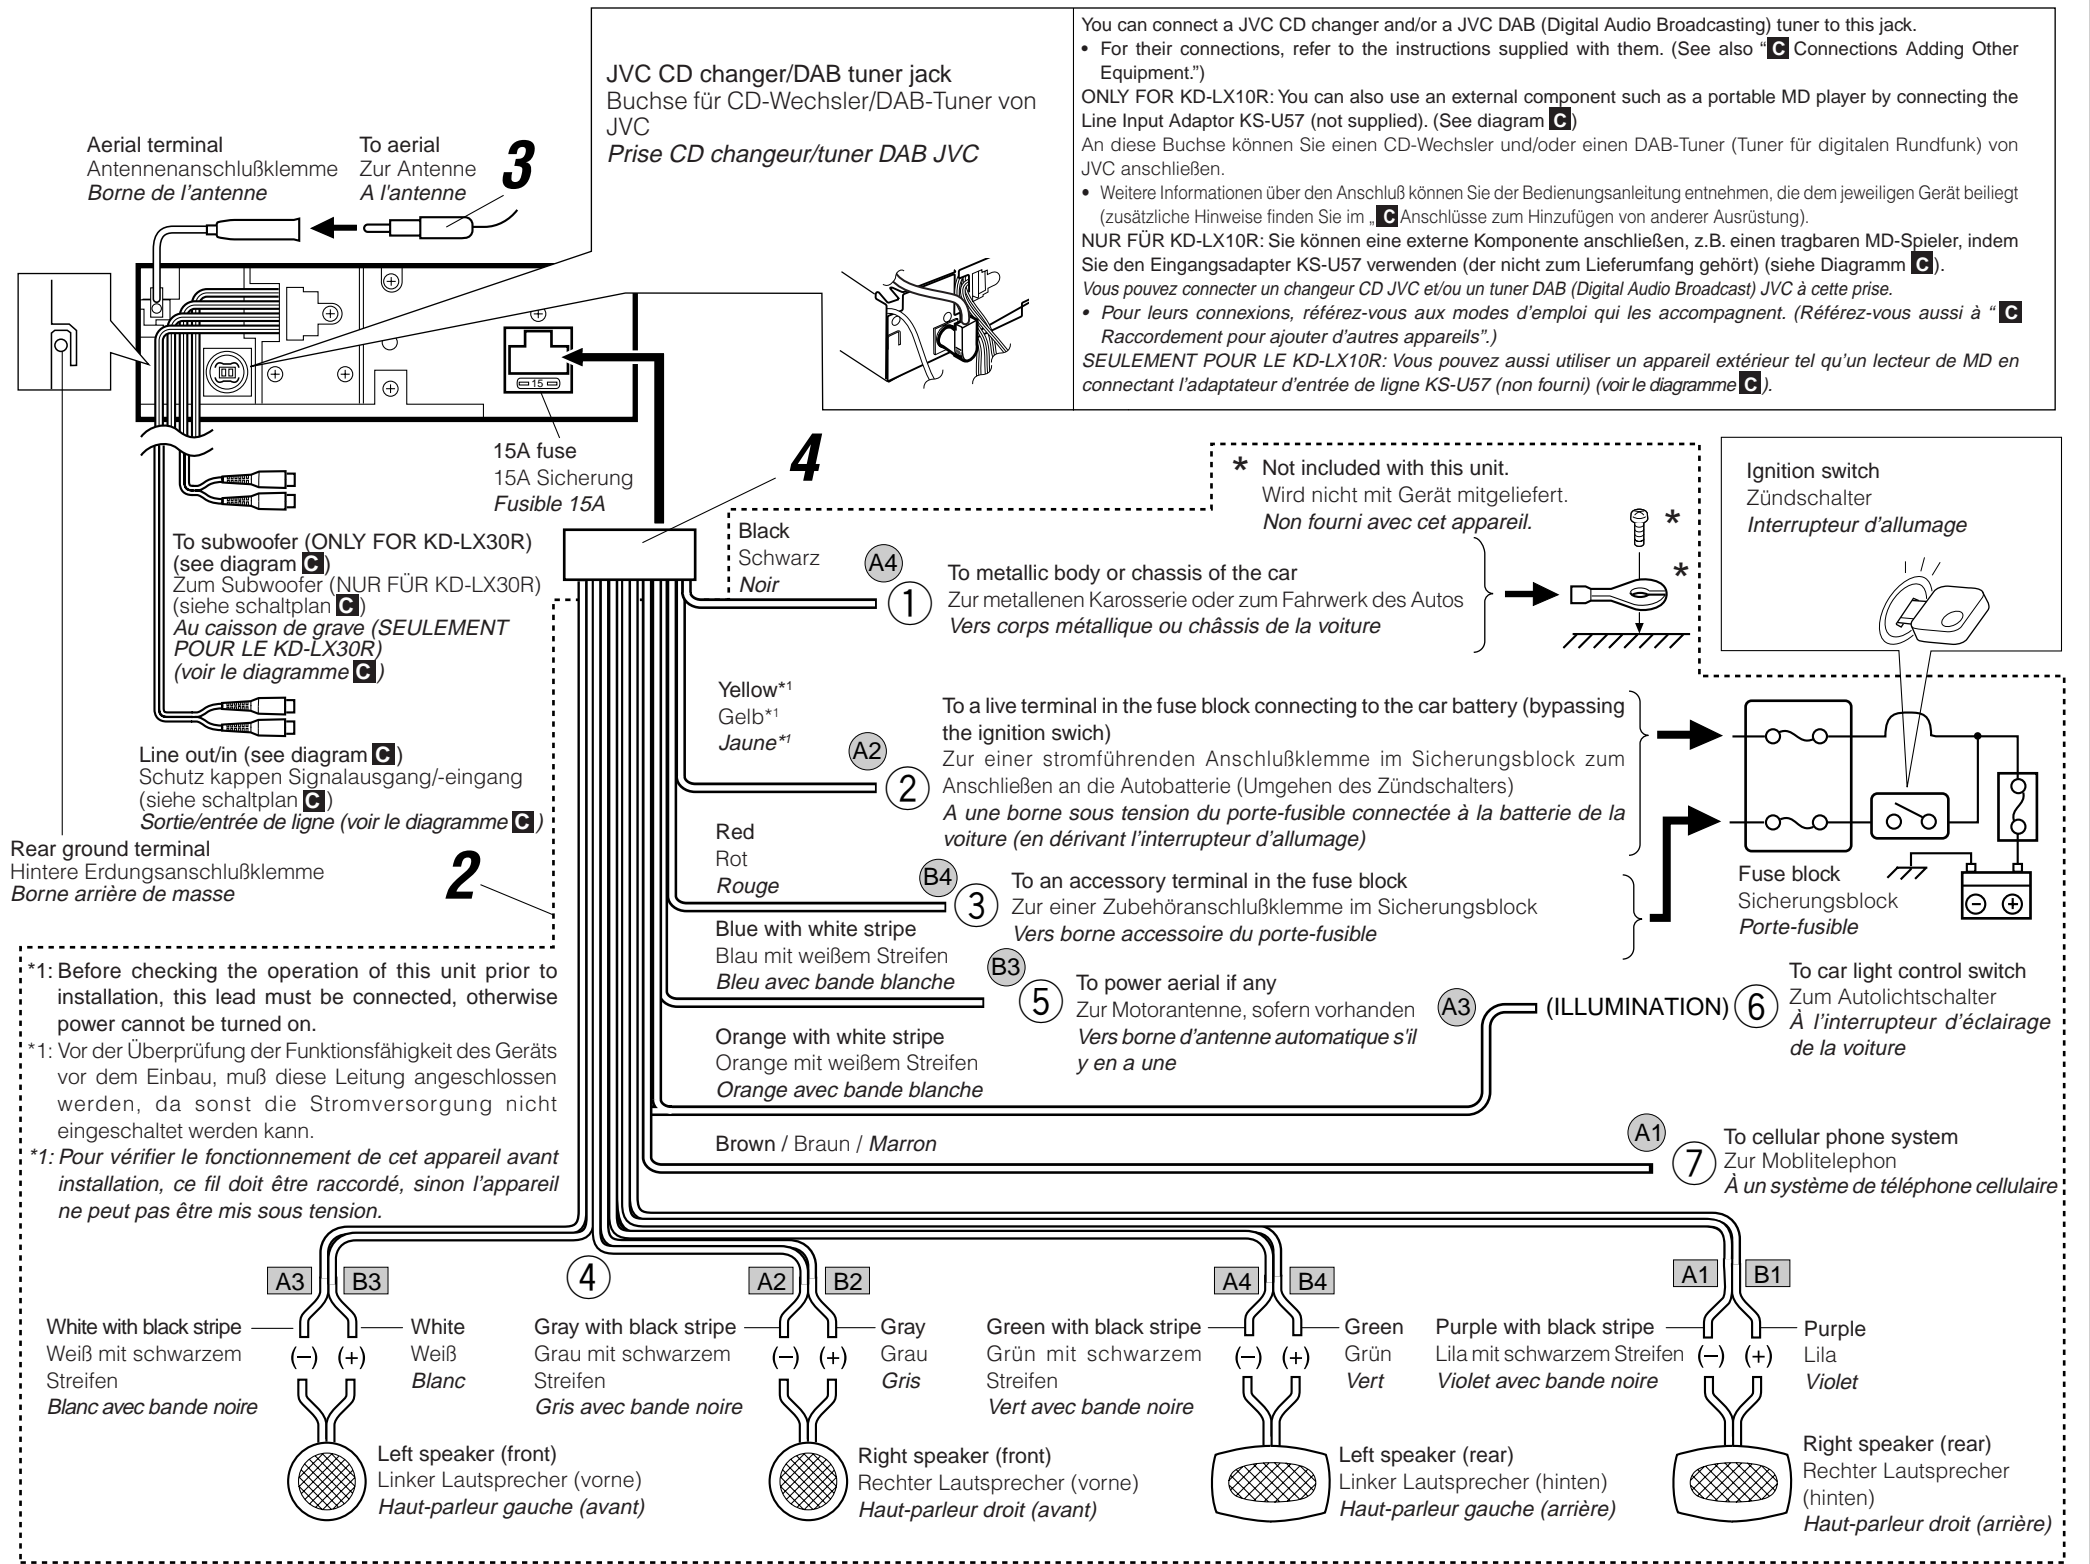 JVC CD changer/DAB tuner jack
Buchse für CD-Wechsler/DAB-Tuner von
JVC
Prise CD changeur/tuner DAB JVC
You can connect a JVC CD changer and/or a JVC DAB (Digital Audio Broadcasting) tuner to this jack.
• For their connections, refer to the instructions supplied with them. (See also “C Connections Adding Other
Equipment.”)
ONLY FOR KD-LX10R: You can also use an external component such as a portable MD player by connecting the
Line Input Adaptor KS-U57 (not supplied). (See diagram C)
An diese Buchse können Sie einen CD-Wechsler und/oder einen DAB-Tuner (Tuner für digitalen Rundfunk) von
JVC anschließen.
• Weitere Informationen über den Anschluß können Sie der Bedienungsanleitung entnehmen, die dem jeweiligen Gerät beiliegt
(zusätzliche Hinweise finden Sie im „C Anschlüsse zum Hinzufügen von anderer Ausrüstung).
NUR FÜR KD-LX10R: Sie können eine externe Komponente anschließen, z.B. einen tragbaren MD-Spieler, indem
Sie den Eingangsadapter KS-U57 verwenden (der nicht zum Lieferumfang gehört) (siehe Diagramm C).
Vous pouvez connecter un changeur CD JVC et/ou un tuner DAB (Digital Audio Broadcast) JVC à cette prise.
• Pour leurs connexions, référez-vous aux modes d'emploi qui les accompagnent. (Référez-vous aussi à “C
Raccordement pour ajouter d'autres appareils”.)
SEULEMENT POUR LE KD-LX10R: Vous pouvez aussi utiliser un appareil extérieur tel qu'un lecteur de MD en
connectant l'adaptateur d'entrée de ligne KS-U57 (non fourni) (voir le diagramme C).
Aerial terminal
Antennenanschlußklemme
Borne de l'antenne
To aerial
Zur Antenne
A l'antenne
3
15
15A fuse
15A Sicherung
Fusible 15A
4
To subwoofer (ONLY FOR KD-LX30R)
(see diagram C)
Zum Subwoofer (NUR FÜR KD-LX30R)
(siehe schaltplan C)
Au caisson de grave (SEULEMENT
POUR LE KD-LX30R)
(voir le diagramme C)
Line out/in (see diagram C)
Schutz kappen Signalausgang/-eingang
(siehe schaltplan C)
Sortie/entrée de ligne (voir le diagramme C)
Rear ground terminal
Hintere Erdungsanschlußklemme
Borne arrière de masse
2
* Not included with this unit.
Wird nicht mit Gerät mitgeliefert.
Non fourni avec cet appareil.
*
*
Ignition switch
Zündschalter
Interrupteur d'allumage
Black
Schwarz
Noir
A4
1
To metallic body or chassis of the car
Zur metallenen Karosserie oder zum Fahrwerk des Autos
Vers corps métallique ou châssis de la voiture
Yellow*1
Gelb*1
Jaune*1
A2
2
To a live terminal in the fuse block connecting to the car battery (bypassing
the ignition swich)
Zur einer stromführenden Anschlußklemme im Sicherungsblock zum
Anschließen an die Autobatterie (Umgehen des Zündschalters)
A une borne sous tension du porte-fusible connectée à la batterie de la
voiture (en dérivant l'interrupteur d'allumage)
Red
Rot
Rouge
B4
3
To an accessory terminal in the fuse block
Zur einer Zubehöranschlußklemme im Sicherungsblock
Vers borne accessoire du porte-fusible
Fuse block
Sicherungsblock
Porte-fusible
Blue with white stripe
Blau mit weißem Streifen
Bleu avec bande blanche
B3
5
To power aerial if any
Zur Motorantenne, sofern vorhanden
Vers borne d'antenne automatique s'il
y en a une
Orange with white stripe
Orange mit weißem Streifen
Orange avec bande blanche
A3
(ILLUMINATION)
6
To car light control switch
Zum Autolichtschalter
À l'interrupteur d'éclairage
de la voiture
Brown / Braun / Marron
A1
7
To cellular phone system
Zur Moblitelephon
À un système de téléphone cellulaire
*1: Before checking the operation of this unit prior to
installation, this lead must be connected, otherwise
power cannot be turned on.
*1: Vor der Überprüfung der Funktionsfähigkeit des Geräts
vor dem Einbau, muß diese Leitung angeschlossen
werden, da sonst die Stromversorgung nicht
eingeschaltet werden kann.
*1: Pour vérifier le fonctionnement de cet appareil avant
installation, ce fil doit être raccordé, sinon l'appareil
ne peut pas être mis sous tension.
A3
B3
4
A2
B2
A4
B4
A1
B1
White with black stripe
Weiß mit schwarzem
Streifen
Blanc avec bande noire
(–) (+)
White
Weiß
Blanc
Gray with black stripe
Grau mit schwarzem
Streifen
Gris avec bande noire
(–) (+)
Gray
Grau
Gris
Green with black stripe
Grün mit schwarzem
Streifen
Vert avec bande noire
(–) (+)
Green
Grün
Vert
Purple with black stripe
Lila mit schwarzem Streifen
Violet avec bande noire
(–) (+)
Purple
Lila
Violet
Left speaker (front)
Linker Lautsprecher (vorne)
Haut-parleur gauche (avant)
Right speaker (front)
Rechter Lautsprecher (vorne)
Haut-parleur droit (avant)
Left speaker (rear)
Linker Lautsprecher (hinten)
Haut-parleur gauche (arrière)
Right speaker (rear)
Rechter Lautsprecher
(hinten)
Haut-parleur droit (arrière)